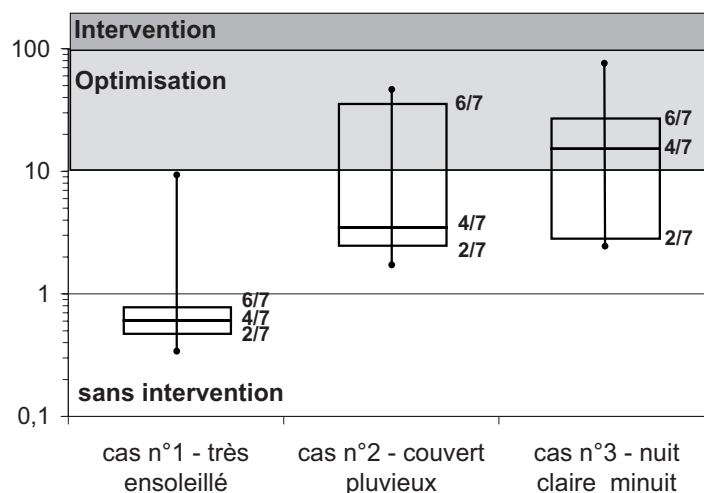 Intervention
100
Optimisation
6/7
6/7
4/7
10
4/7
2/7
2/7
1
6/7
4/7
2/7
sans intervention
0,1
cas n°1 - très
ensoleillé
cas n°2 - couvert
pluvieux
cas n°3 - nuit
claire minuit